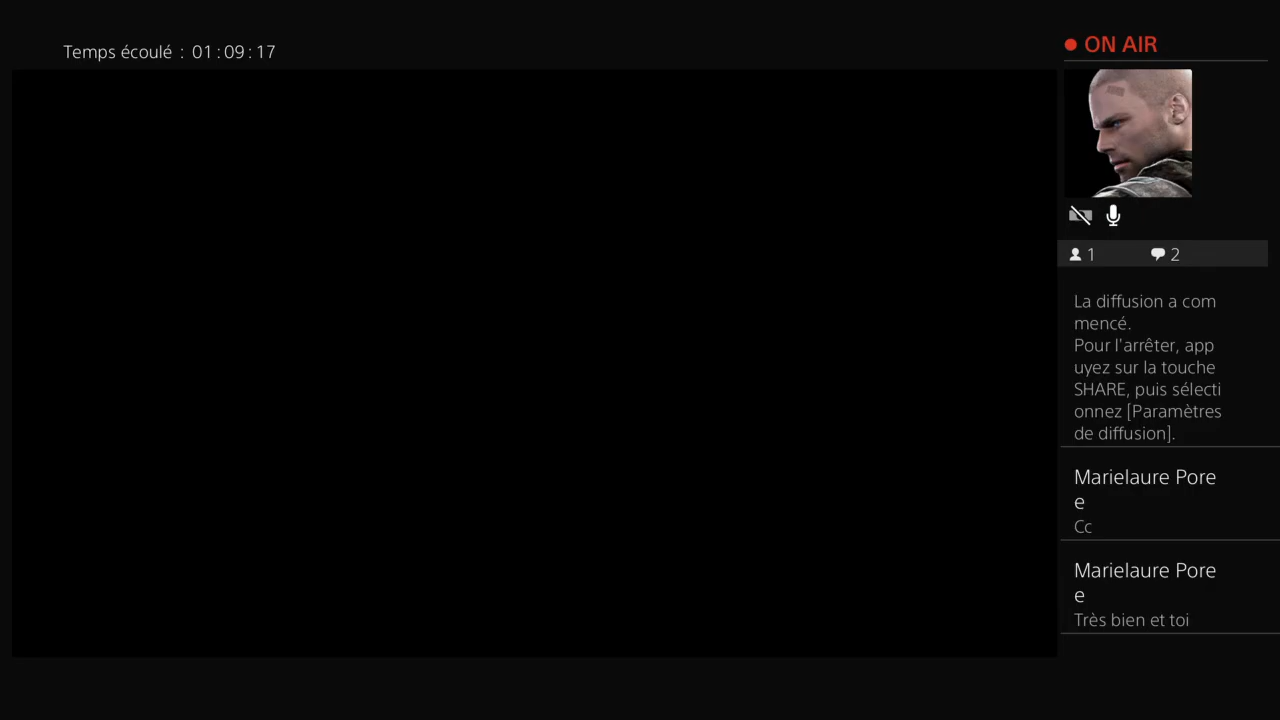 Temps écoulé : 01:09:17
ON AIR
1 2
La diffusion a com
mencé.
Pour l'arrêter, app
uyez sur la touche
SHARE, puis sélecti
onnez [Paramètres
de diffusion].
Marielaure Pore
e
Cc
Marielaure Pore
e
Très bien et toi